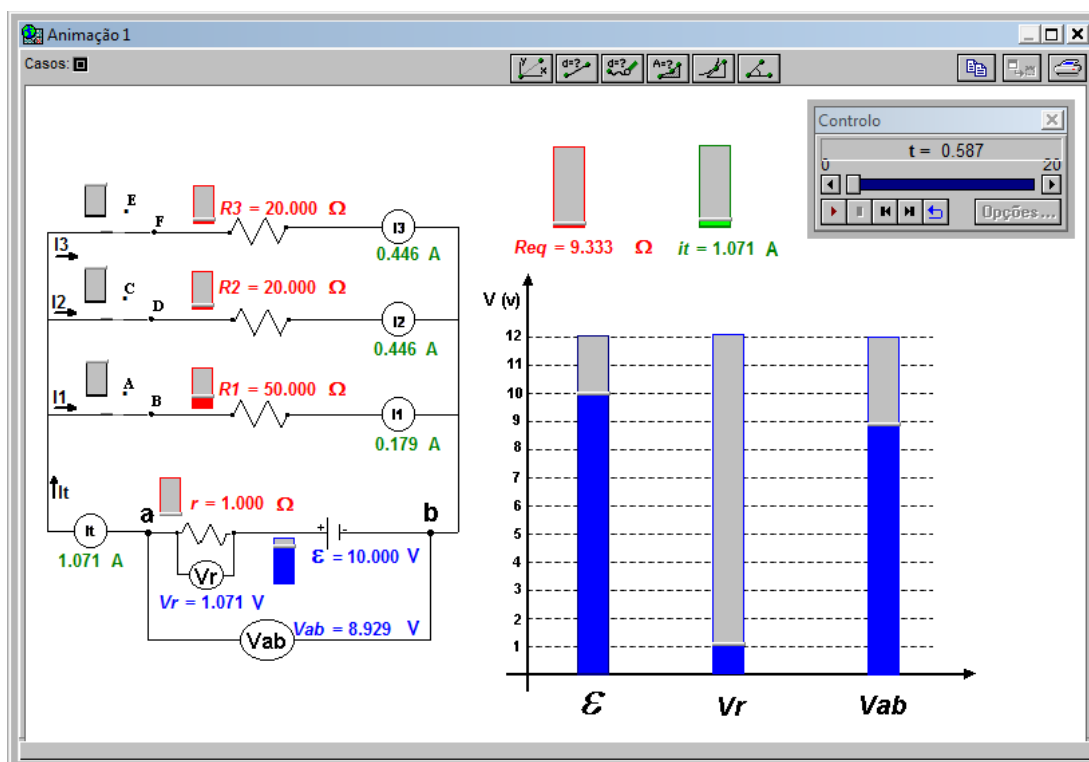 Animação 1
Casos:
y x d=? d=? A=?
Controlo
t = 0.587
0 20
Opções...
E
F
R3 = 20.000 Ω
I3
I3
0.446 A
C
D
R2 = 20.000 Ω
I2
I2
0.446 A
A
B
R1 = 50.000 Ω
I1
I1
0.179 A
It
r = 1.000 Ω
a
b
It
1.071 A
+ -
ε = 10.000 V
Vr
Vr = 1.071 V
Vab = 8.929 V
Vab
Req = 9.333 Ω
it = 1.071 A
V (v)
12
11
10
9
8
7
6
5
4
3
2
1
ε Vr Vab